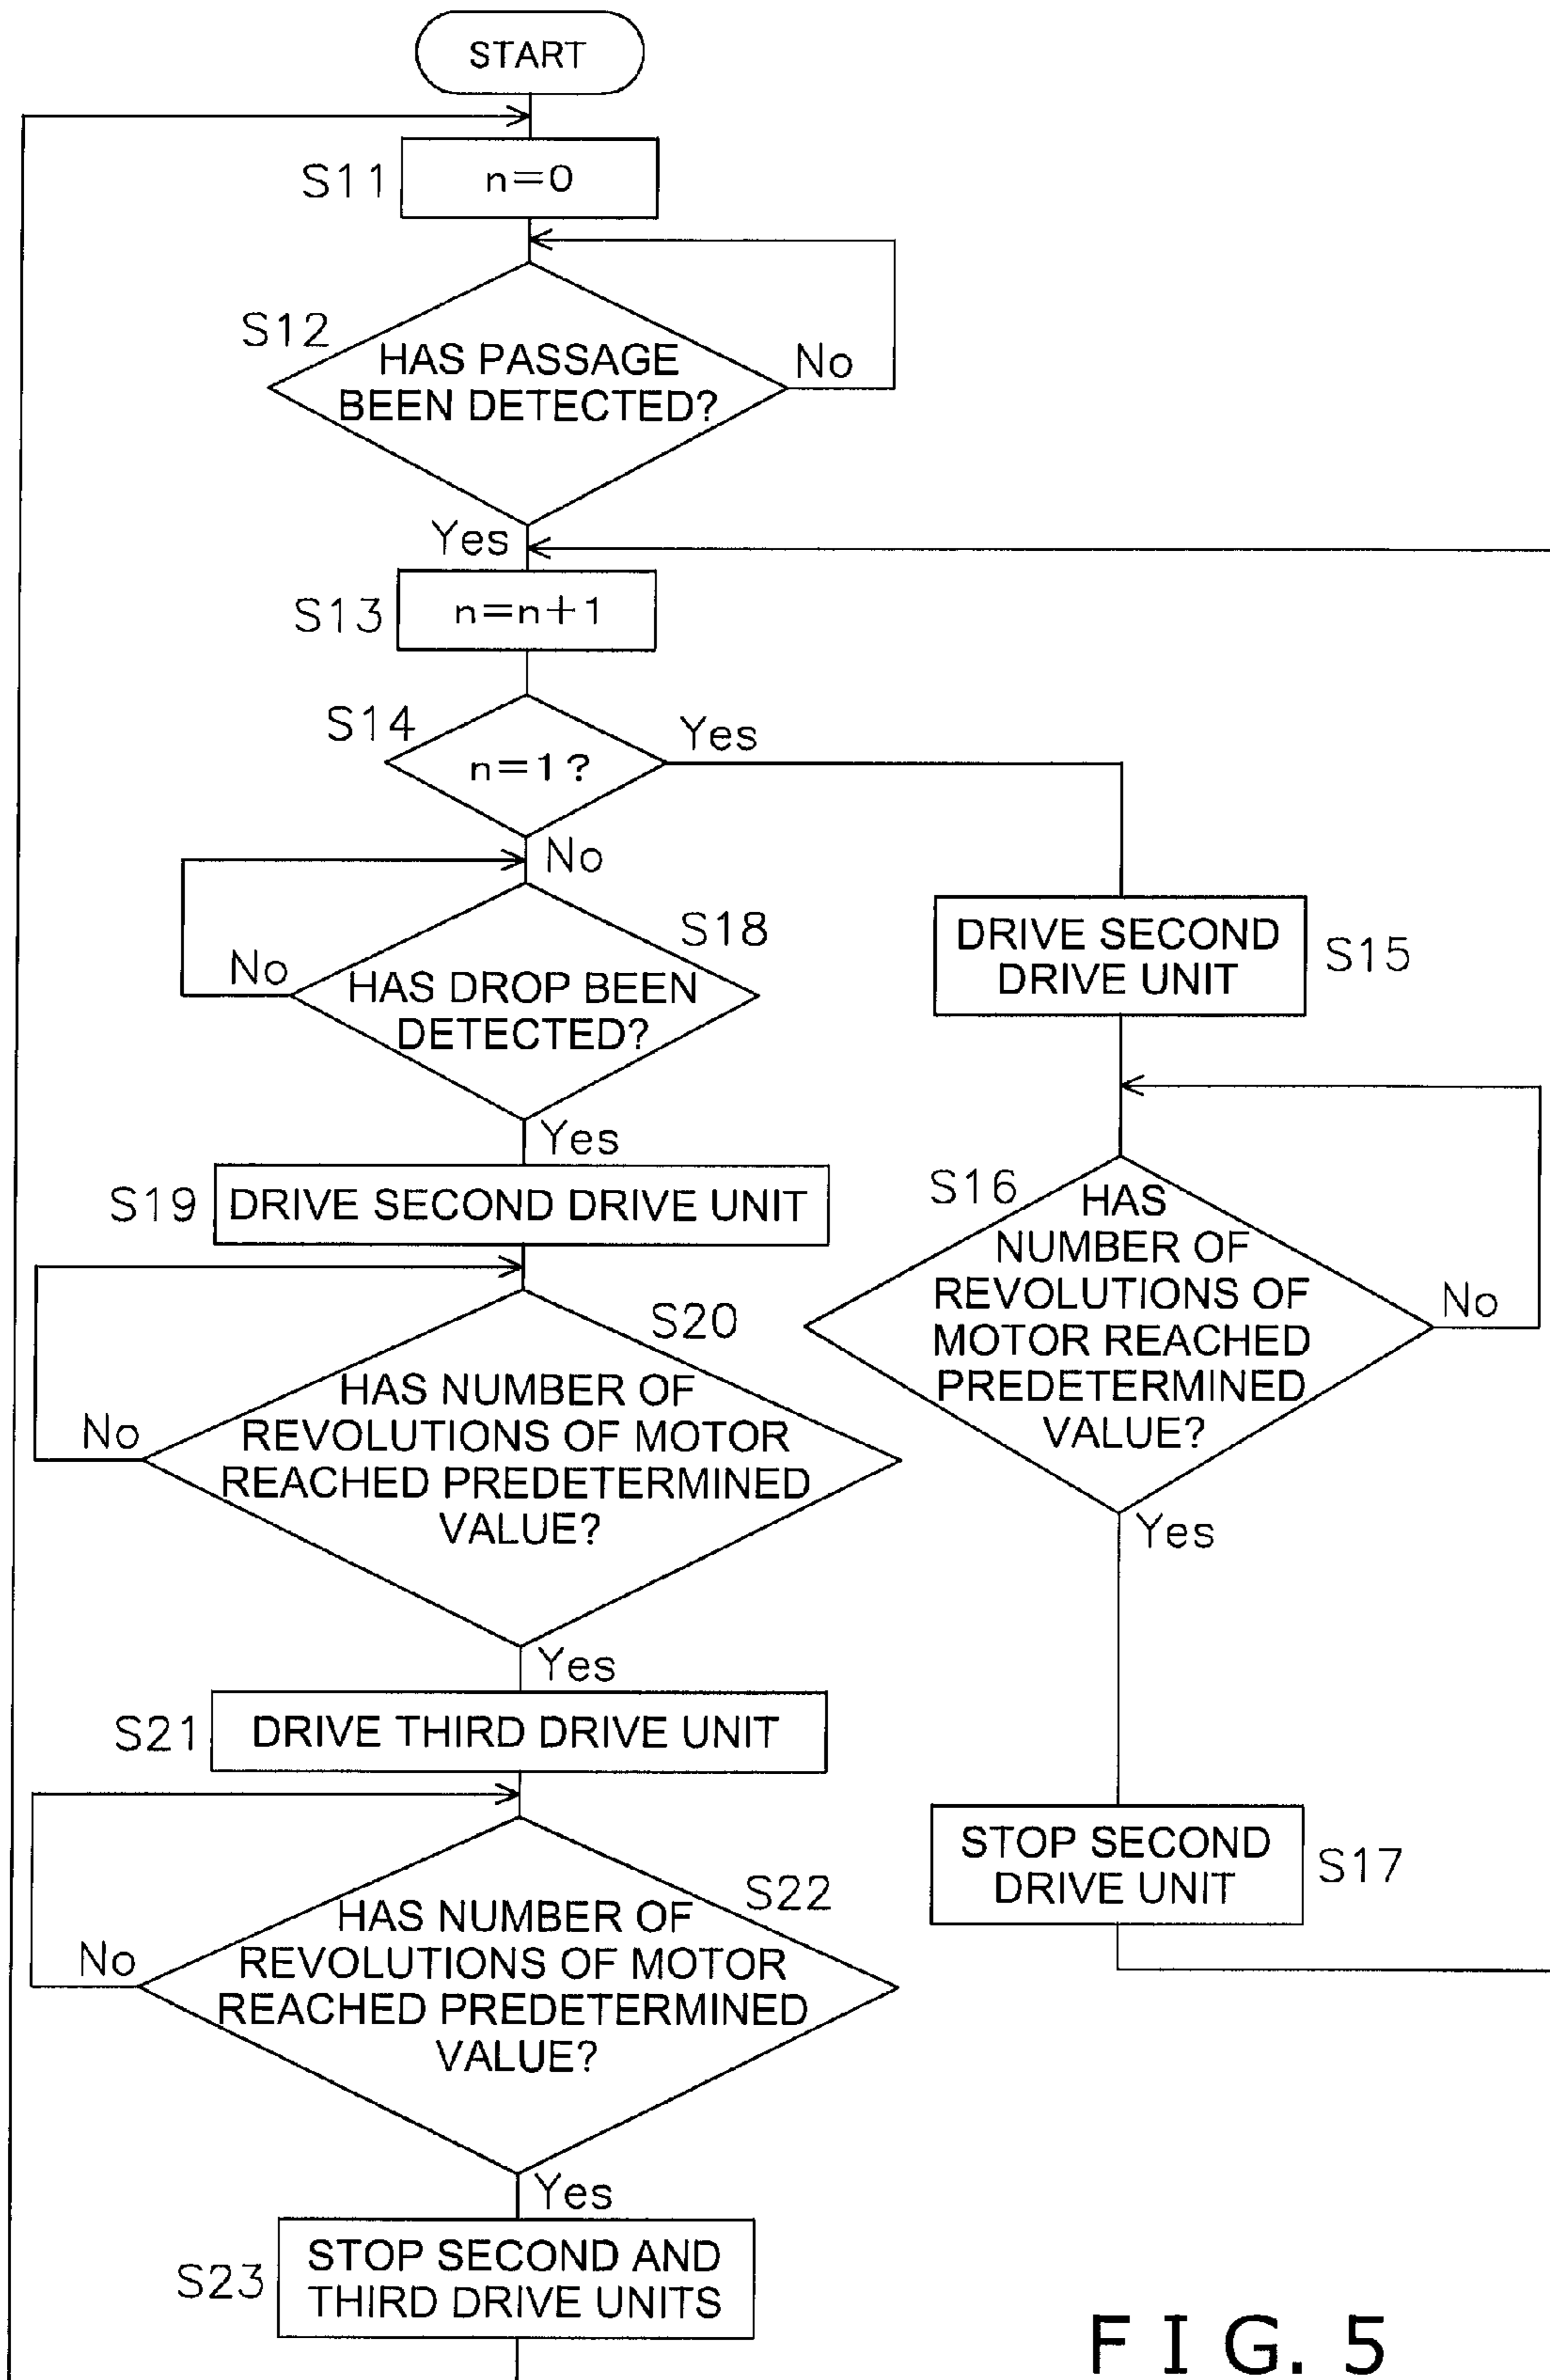 START
S11
n=0
S12
HAS PASSAGE
BEEN DETECTED?
No
Yes
S13
n=n+1
S14
n=1?
Yes
No
S18
HAS DROP BEEN
DETECTED?
No
Yes
DRIVE SECOND
DRIVE UNIT
S15
S19
DRIVE SECOND DRIVE UNIT
S16
HAS
NUMBER OF
REVOLUTIONS OF
MOTOR REACHED
PREDETERMINED
VALUE?
No
Yes
S20
HAS NUMBER OF
REVOLUTIONS OF MOTOR
REACHED PREDETERMINED
VALUE?
No
Yes
S21
DRIVE THIRD DRIVE UNIT
STOP SECOND
DRIVE UNIT
S17
S22
HAS NUMBER OF
REVOLUTIONS OF MOTOR
REACHED PREDETERMINED
VALUE?
No
Yes
S23
STOP SECOND AND
THIRD DRIVE UNITS
FIG. 5